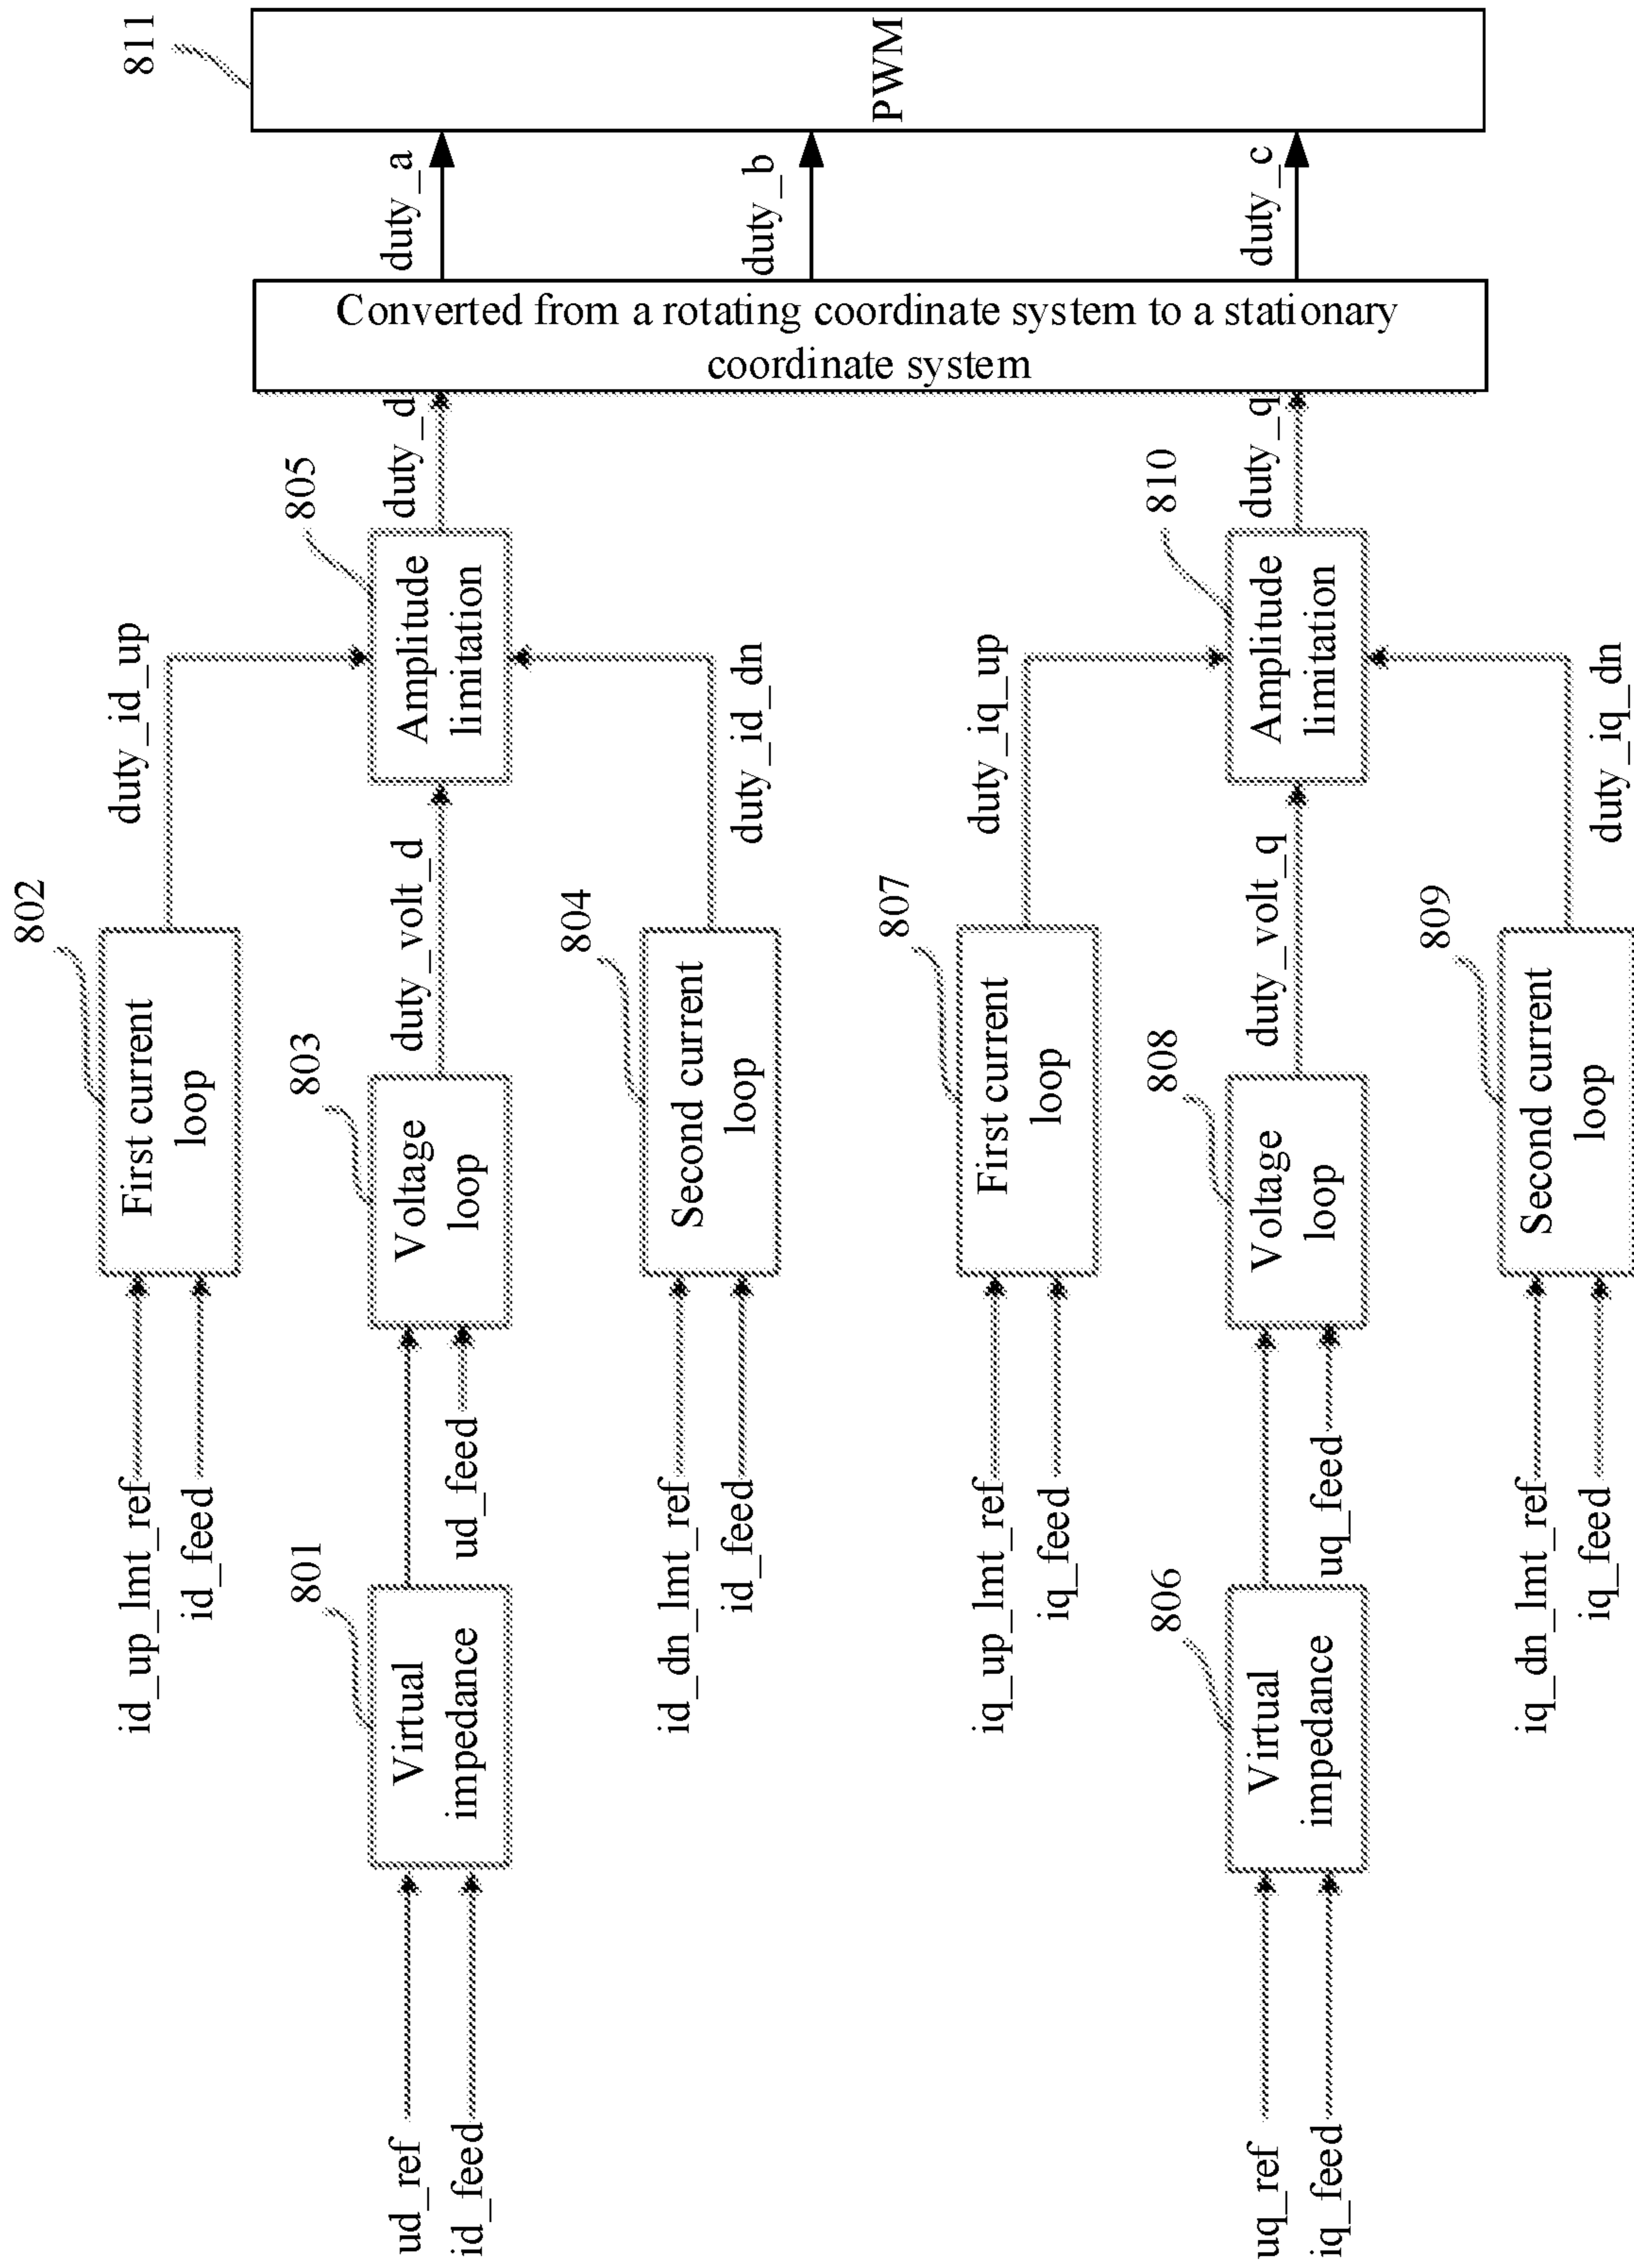 802
First current
loop
id_up_lmt_ref
id_feed
duty_id_up
801
Virtual
impedance
ud_ref
id_feed
803
Voltage
loop
ud_feed
duty_volt_d
805
Amplitude
limitation
duty_d
804
Second current
loop
id_dn_lmt_ref
id_feed
duty_id_dn
807
First current
loop
iq_up_lmt_ref
iq_feed
duty_iq_up
806
Virtual
impedance
uq_ref
iq_feed
808
Voltage
loop
uq_feed
duty_volt_q
810
Amplitude
limitation
duty_q
809
Second current
loop
iq_dn_lmt_ref
iq_feed
duty_iq_dn
Converted from a rotating coordinate system to a stationary
coordinate system
duty_a
duty_b
duty_c
811
PWM